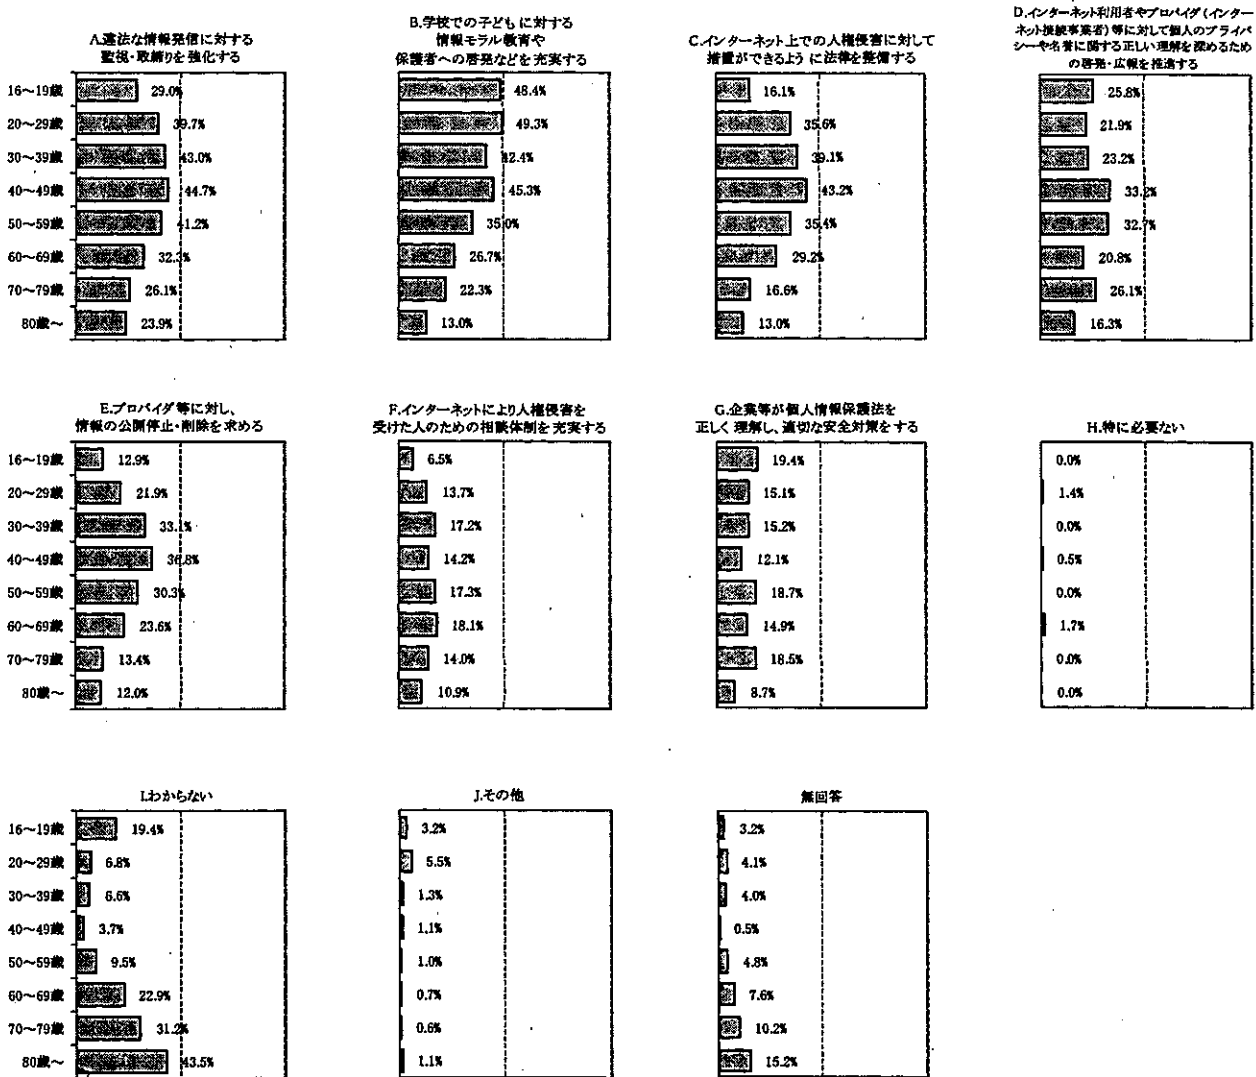 A.違法な情報発信に対する
監視・取締りを強化する
16～19歳 29.0%
20～29歳 39.7%
30～39歳 43.0%
40～49歳 44.7%
50～59歳 41.2%
60～69歳 32.3%
70～79歳 26.1%
80歳～ 23.9%
B.学校での子どもに対する
情報モラル教育や
保護者への啓発などを充実する
48.4%
49.3%
42.4%
45.3%
35.0%
26.7%
22.3%
13.0%
C.インターネット上での人権侵害に対して
措置ができるように法律を整備する
16.1%
35.6%
39.1%
43.2%
35.4%
29.2%
16.6%
13.0%
D.インターネット利用者やプロバイダ(インター
ネット接続事業者)等に対して個人のプライバ
シーや名誉に関する正しい理解を深めるため
の啓発・広報を推進する
25.8%
21.9%
23.2%
33.2%
32.7%
20.8%
26.1%
16.3%
E.プロバイダ等に対し、
情報の公開停止・削除を求める
16～19歳 12.9%
20～29歳 21.9%
30～39歳 33.1%
40～49歳 36.8%
50～59歳 30.3%
60～69歳 23.6%
70～79歳 13.4%
80歳～ 12.0%
F.インターネットにより人権侵害を
受けた人のための相談体制を充実する
6.5%
13.7%
17.2%
14.2%
17.3%
18.1%
14.0%
10.9%
G.企業等が個人情報保護法を
正しく理解し、適切な安全対策をする
19.4%
15.1%
15.2%
12.1%
18.7%
14.9%
18.5%
8.7%
H.特に必要ない
0.0%
1.4%
0.0%
0.5%
0.0%
1.7%
0.0%
0.0%
I.わからない
16～19歳 19.4%
20～29歳 6.8%
30～39歳 6.6%
40～49歳 3.7%
50～59歳 9.5%
60～69歳 22.9%
70～79歳 31.2%
80歳～ 43.5%
J.その他
3.2%
5.5%
1.3%
1.1%
1.0%
0.7%
0.6%
1.1%
無回答
3.2%
4.1%
4.0%
0.5%
4.8%
7.6%
10.2%
15.2%